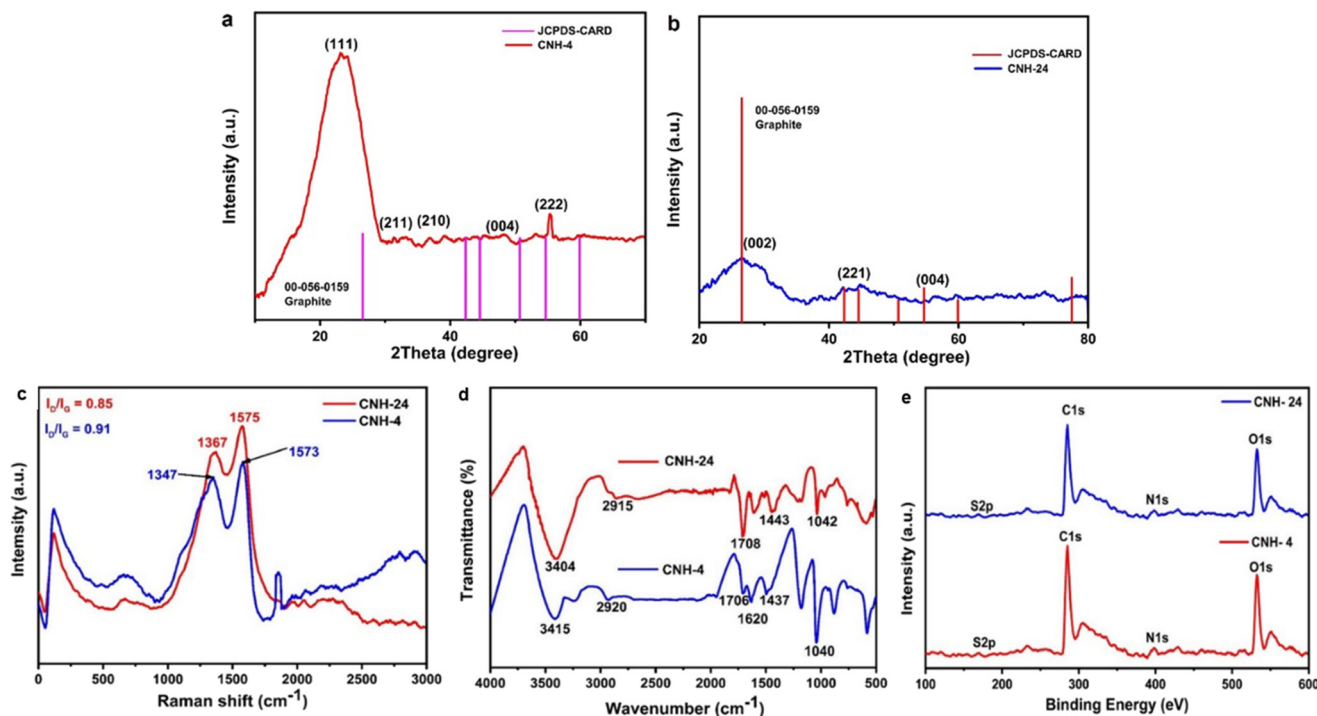 a
(111)
JCPDS-CARD
CNH-4
(211)
(210)
(004)
(222)
00-056-0159
Graphite
Intensity (a.u.)
20
40
60
2Theta (degree)
b
JCPDS-CARD
CNH-24
00-056-0159
Graphite
(002)
(221)
(004)
Intensity (a.u.)
20
40
60
80
2Theta (degree)
c
I_D/I_G = 0.85
I_D/I_G = 0.91
CNH-24
CNH-4
1575
1367
1573
1347
Intemsity (a.u.)
0
500
1000
1500
2000
2500
3000
Raman shift (cm⁻¹)
d
CNH-24
2915
1443
1042
1708
3404
CNH-4
2920
1706
1437
1620
3415
1040
Transmittance (%)
4000
3500
3000
2500
2000
1500
1000
500
Wavenumber (cm⁻¹)
e
C1s
CNH- 24
O1s
S2p
N1s
C1s
CNH- 4
O1s
S2p
N1s
Intensity (a.u.)
100
200
300
400
500
600
Binding Energy (eV)